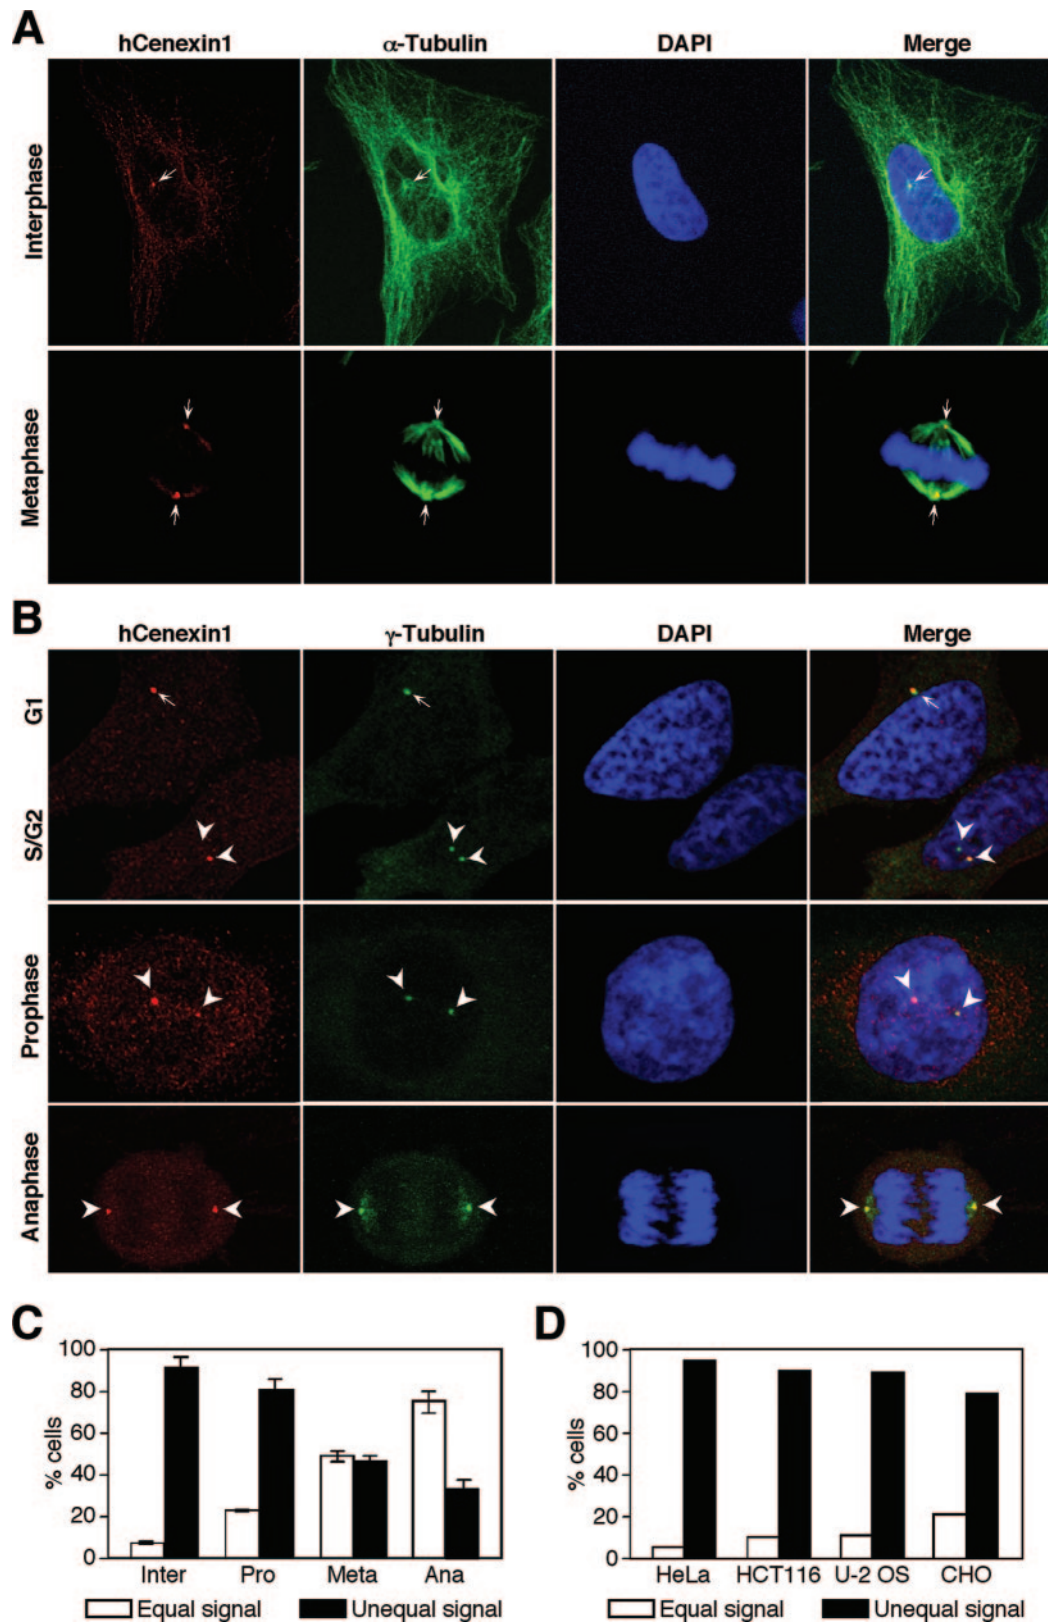 A
hCenexin1 α-Tubulin DAPI Merge
Interphase
Metaphase
B
hCenexin1 γ-Tubulin DAPI Merge
G1
S/G2
Prophase
Anaphase
C
% cells
100
80
60
40
20
0
Inter Pro Meta Ana
Equal signal Unequal signal
D
% cells
100
80
60
40
20
0
HeLa HCT116 U-2 OS CHO
Equal signal Unequal signal